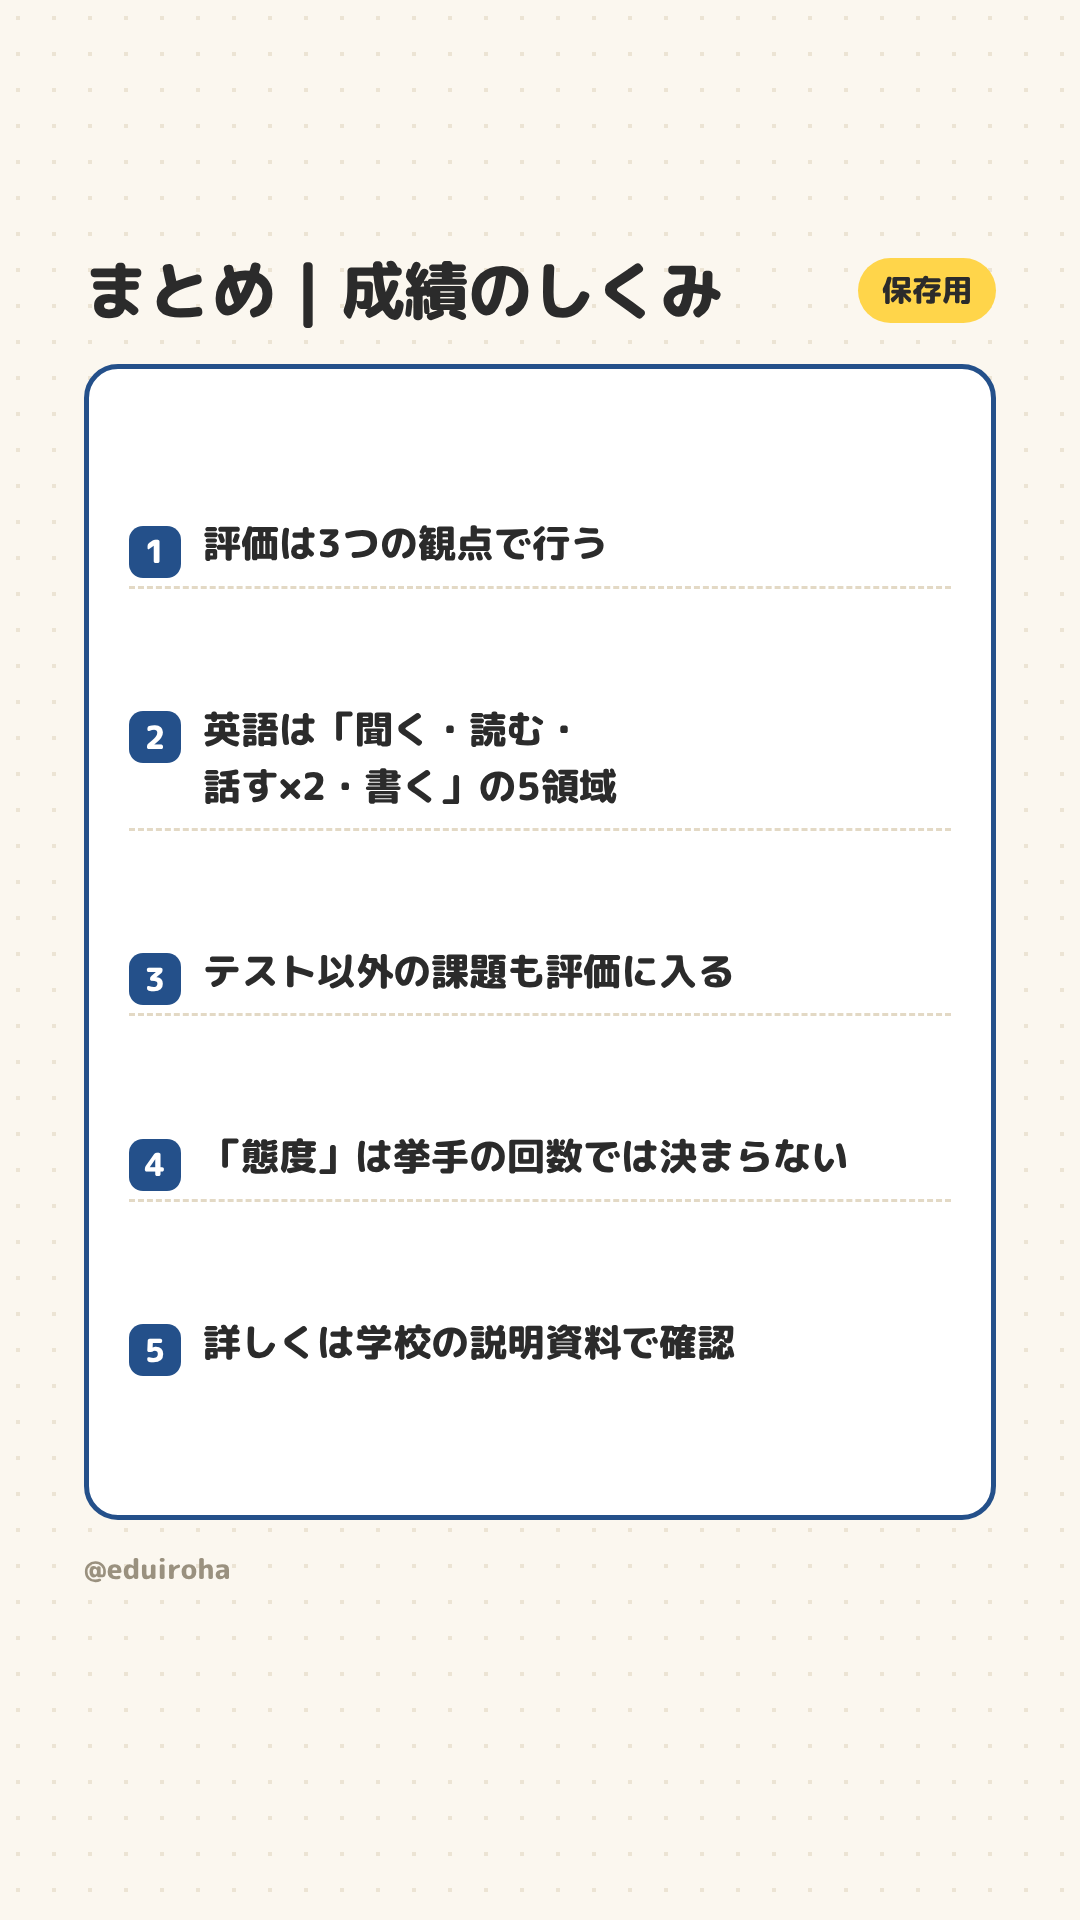 まとめ｜成績のしくみ
保存用
1 評価は3つの観点で行う
2 英語は「聞く・読む・
話す×2・書く」の5領域
3 テスト以外の課題も評価に入る
4 「態度」は挙手の回数では決まらない
5 詳しくは学校の説明資料で確認
@eduiroha